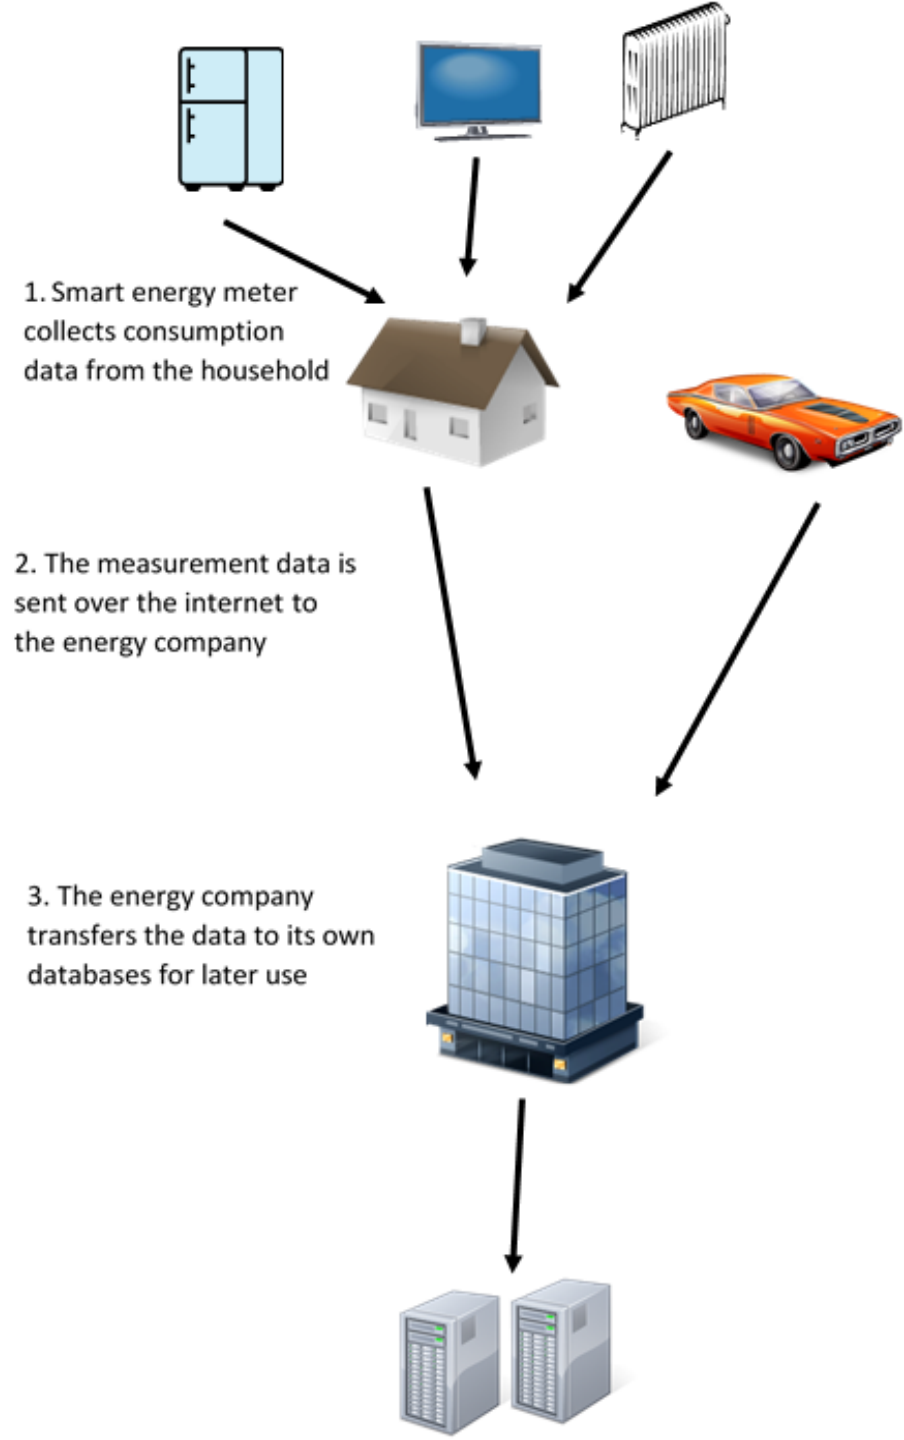 1. Smart energy meter
collects consumption
data from the household
2. The measurement data is
sent over the internet to
the energy company
3. The energy company
transfers the data to its own
databases for later use